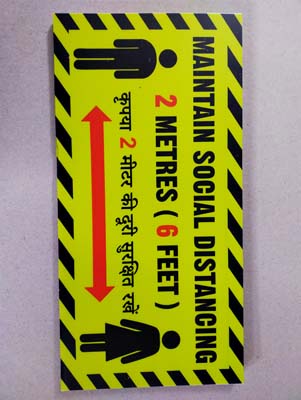 MAINTAIN SOCIAL DISTANCING
2 METRES ( 6 FEET )
कृपया 2 मीटर की दूरी सुरक्षित रखें